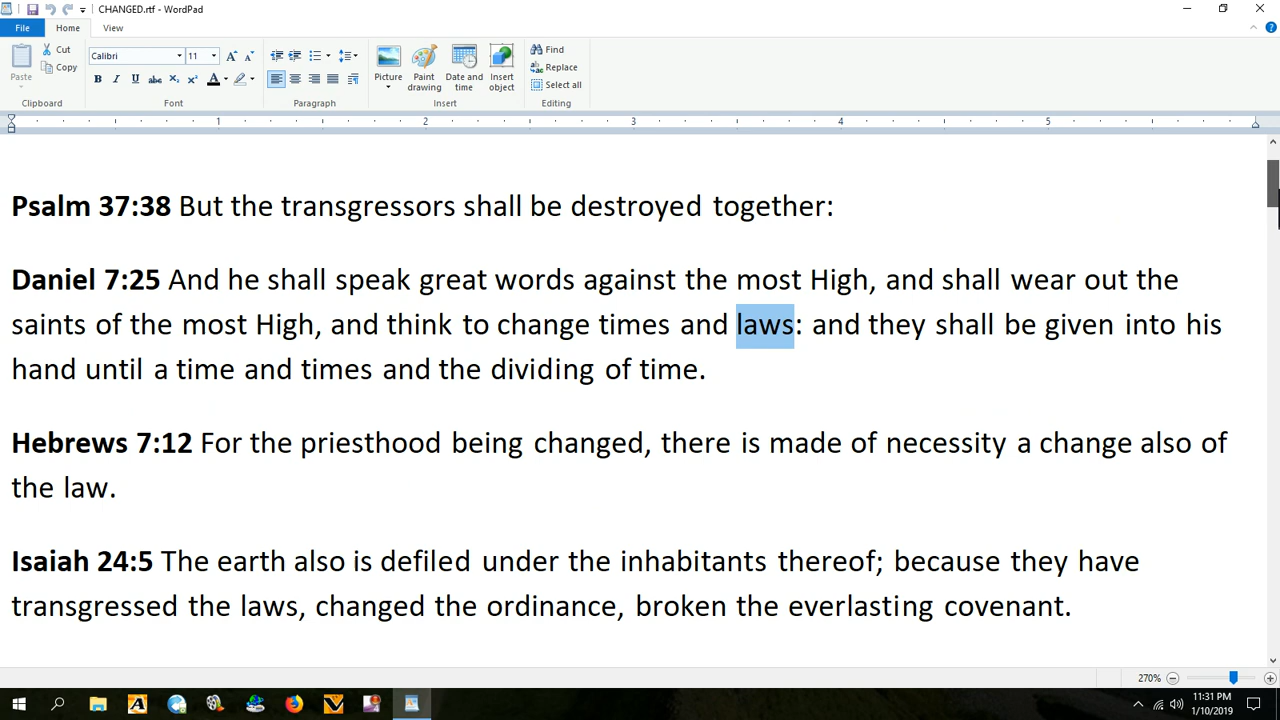 CHANGED.rtf - WordPad
File Home View
Paste
Cut
Copy
Clipboard
Calibri 11
Font
Paragraph
Picture
Paint drawing
Date and time
Insert object
Insert
Find
Replace
Select all
Editing
1 2 3 4 5
Psalm 37:38 But the transgressors shall be destroyed together:
Daniel 7:25 And he shall speak great words against the most High, and shall wear out the
saints of the most High, and think to change times and laws: and they shall be given into his
hand until a time and times and the dividing of time.
Hebrews 7:12 For the priesthood being changed, there is made of necessity a change also of
the law.
Isaiah 24:5 The earth also is defiled under the inhabitants thereof; because they have
transgressed the laws, changed the ordinance, broken the everlasting covenant.
270%
11:31 PM
1/10/2019